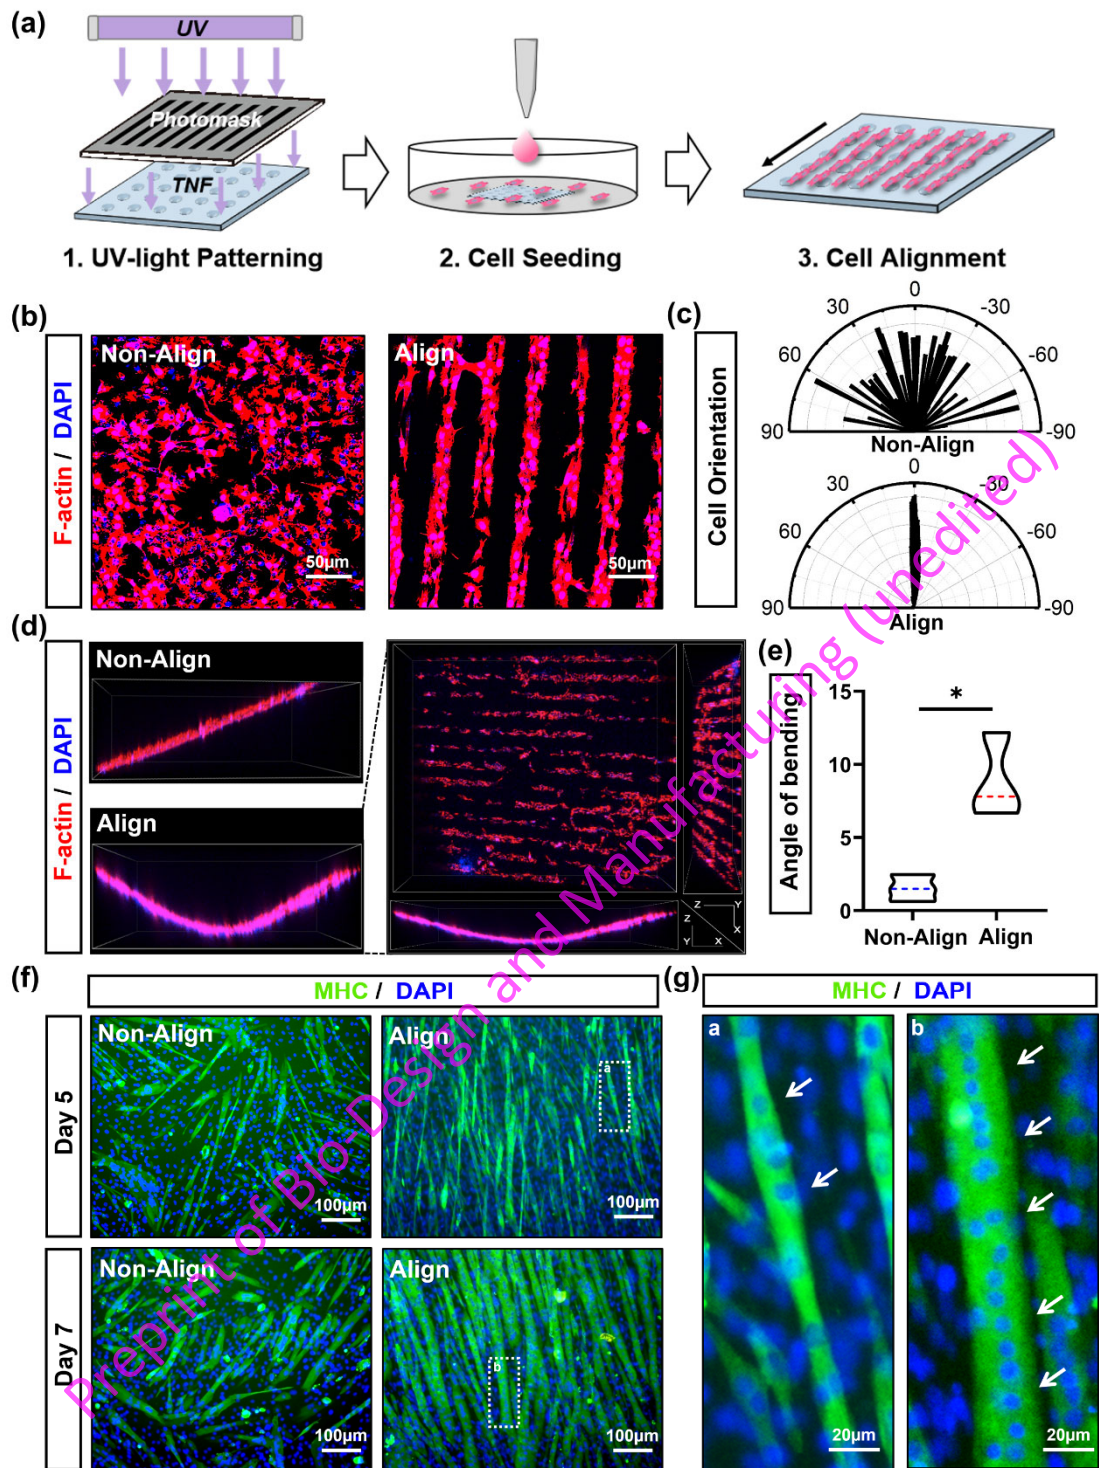 (a)
UV
Photomask
TNF
1. UV-light Patterning
2. Cell Seeding
3. Cell Alignment
(b)
F-actin / DAPI
Non-Align
50μm
Align
50μm
(c)
Cell Orientation
0
30
-30
60
-60
90
-90
Non-Align
0
30
-30
60
-60
90
-90
Align
(d)
F-actin / DAPI
Non-Align
Align
Z
Y
X
Z
Y
X
(e)
Angle of bending
15
10
5
0
*
Non-Align
Align
(f)
MHC / DAPI
Day 5
Non-Align
100μm
Align
a
100μm
Day 7
Non-Align
100μm
Align
b
100μm
(g)
MHC / DAPI
a
20μm
b
20μm
Preprint of Bio-Design and Manufacturing (unedited)